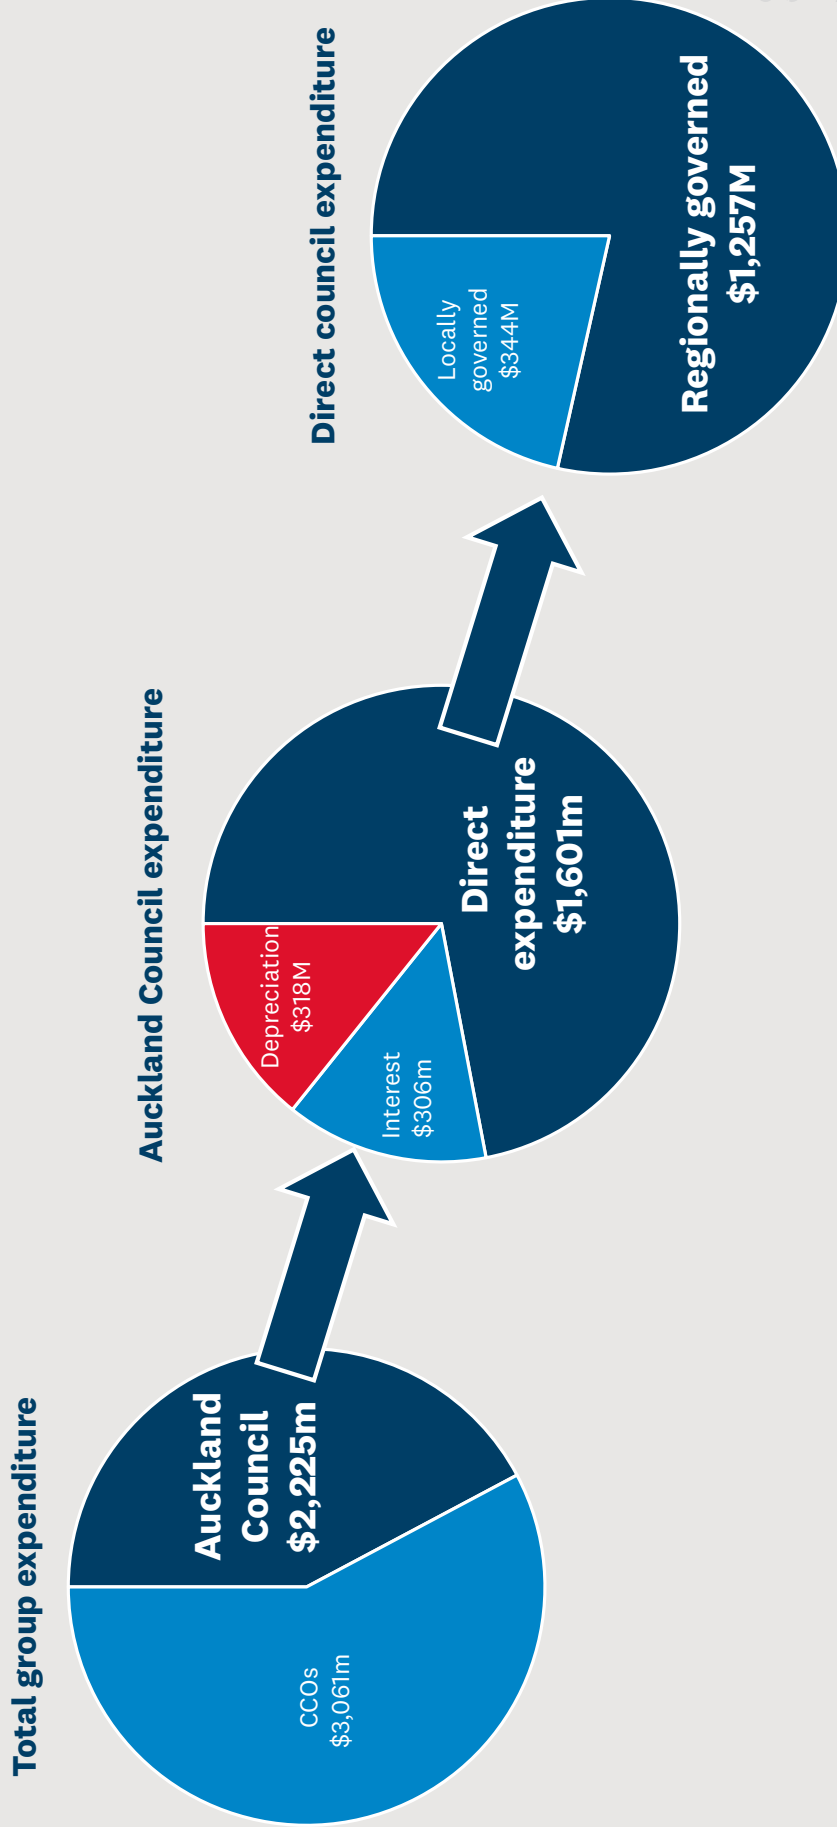 Total group expenditure
Auckland
Council
$2,225m
CCOs
$3,061m
Auckland Council expenditure
Depreciation
$318M
Interest
$306m
Direct
expenditure
$1,601m
Direct council expenditure
Locally
governed
$344M
Regionally governed
$1,257M